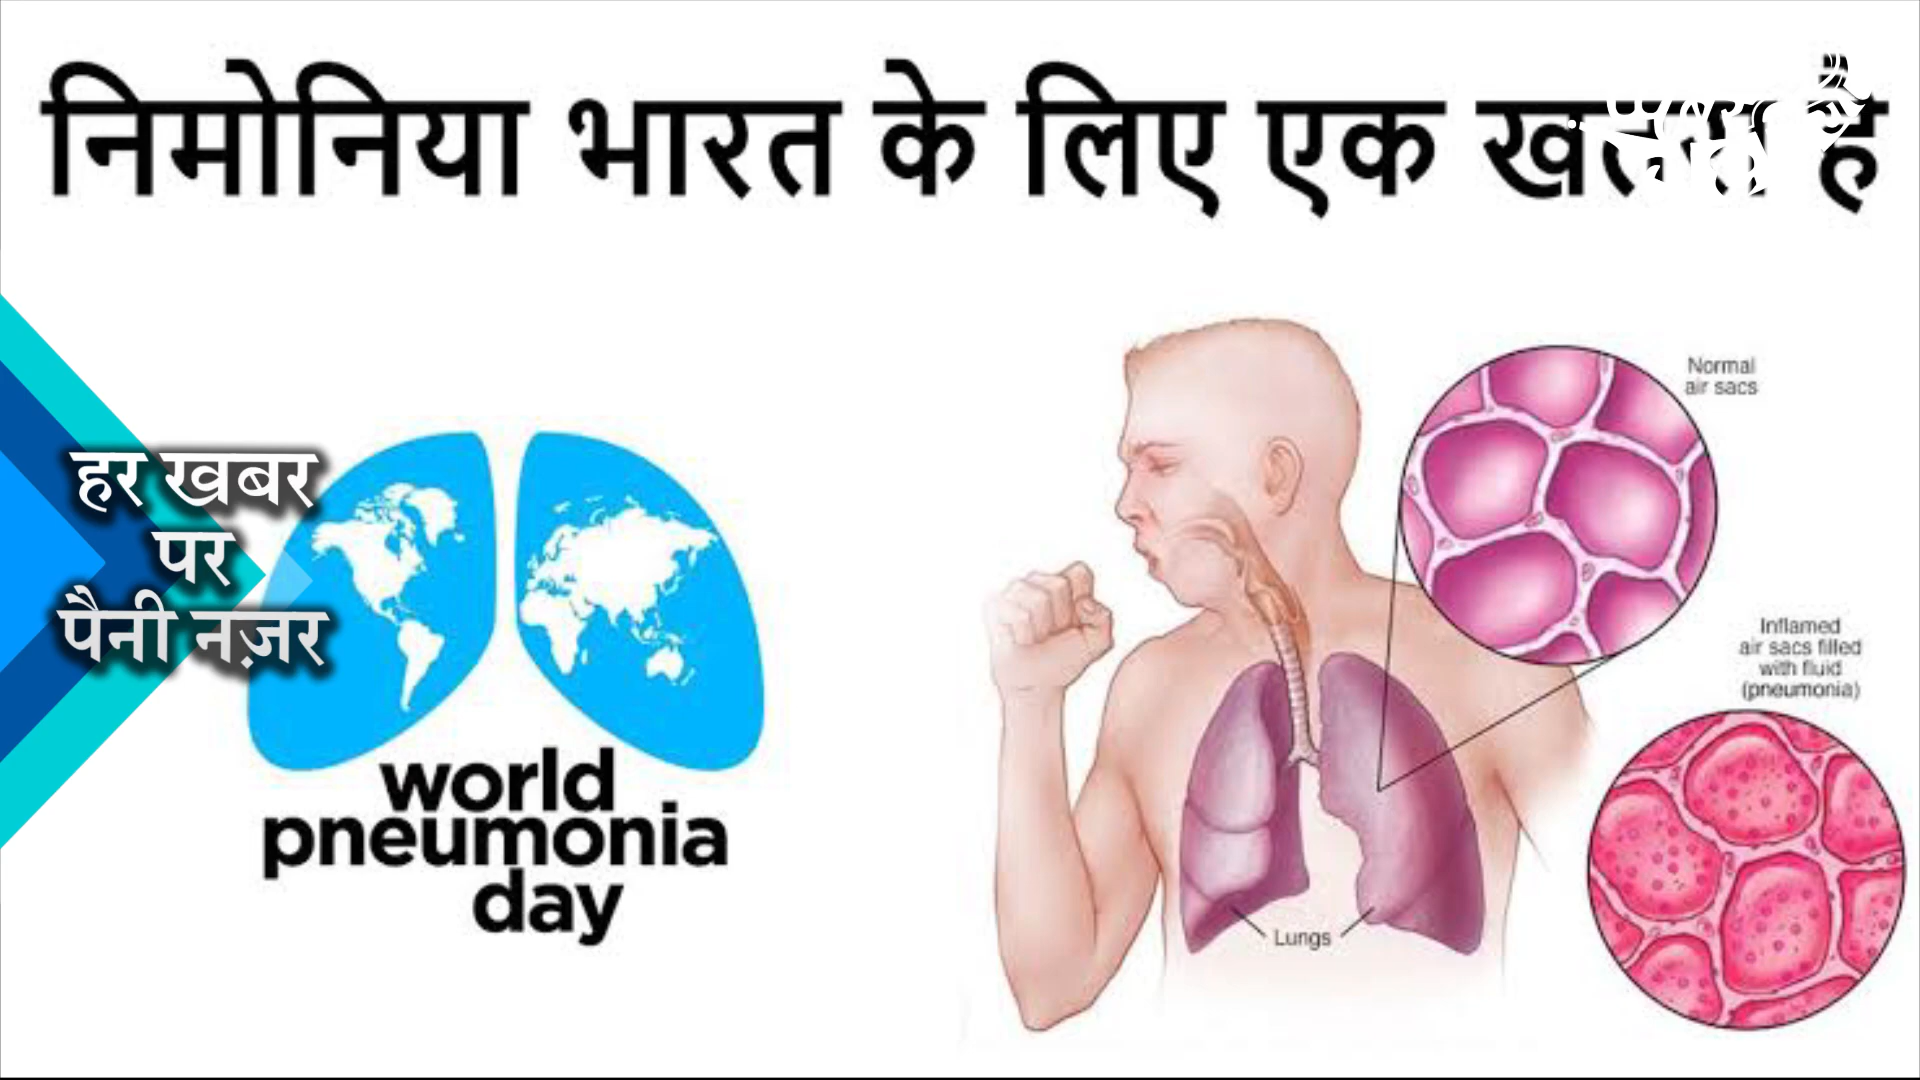 निमोनिया भारत के लिए एक है
हर खबर
पर
पैनी नज़र
world
pneumonia
day
Normal
air sacs
Inflamed
air sacs filled
with fluid
(pneumonia)
Lungs